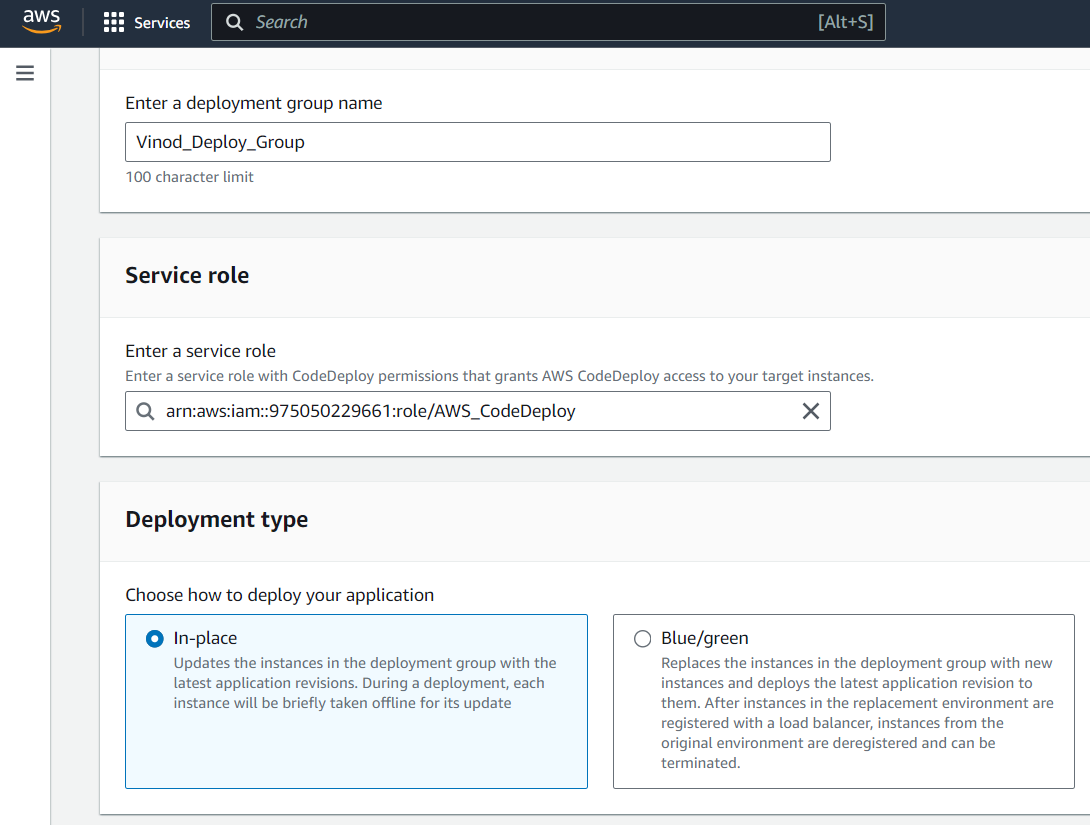 aws
Services
Search
[Alt+S]
Enter a deployment group name
Vinod_Deploy_Group
100 character limit
Service role
Enter a service role
Enter a service role with CodeDeploy permissions that grants AWS CodeDeploy access to your target instances.
arn:aws:iam::975050229661:role/AWS_CodeDeploy
Deployment type
Choose how to deploy your application
In-place
Updates the instances in the deployment group with the
latest application revisions. During a deployment, each
instance will be briefly taken offline for its update
Blue/green
Replaces the instances in the deployment group with new
instances and deploys the latest application revision to
them. After instances in the replacement environment are
registered with a load balancer, instances from the
original environment are deregistered and can be
terminated.